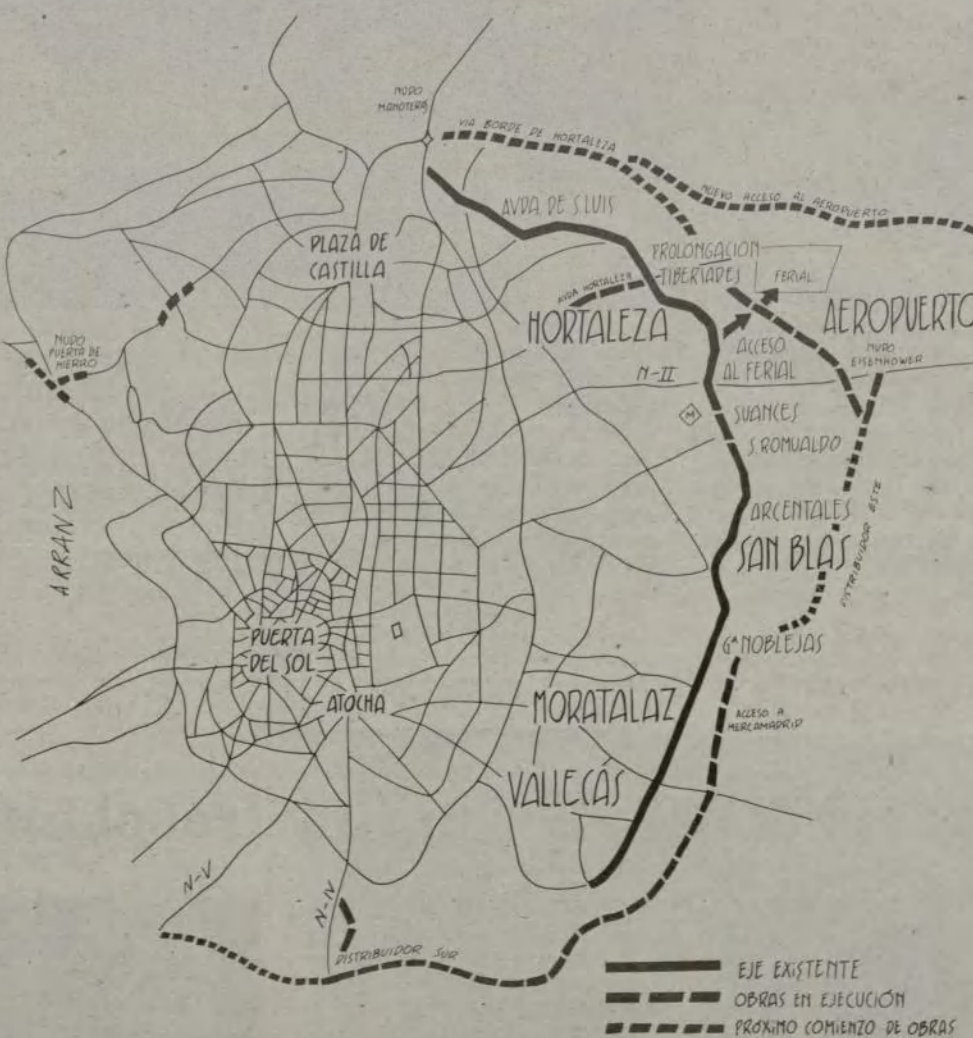 NUDO
MANOTERAS
VIA BORDE DE HORTALEZA
NUEVO ACCESO AL AEROPUERTO
AVDA DE S. LUIS
PLAZA DE
CASTILLA
PROLONGACION
TIBERIADES
FERIAL
AVDA HORTALEZA
HORTALEZA
AEROPUERTO
NUDO
EISENHOWER
NUDO
PUERTA DE
HIERRO
ACCESO
AL FERIAL
N-II
M
SUANCES
S. ROMUALDO
ARRANZ
ARCENTALES
SAN BLAS
DISTRIBUIDOR ESTE
PUERTA
DEL SOL
Gª NOBLEJAS
ATOCHA
MORATALAZ
ACCESO A
MERCAMADRID
VALLECAS
N-V
N-IV
DISTRIBUIDOR SUR
EJE EXISTENTE
OBRAS EN EJECUCIÓN
PRÓXIMO COMIENZO DE OBRAS